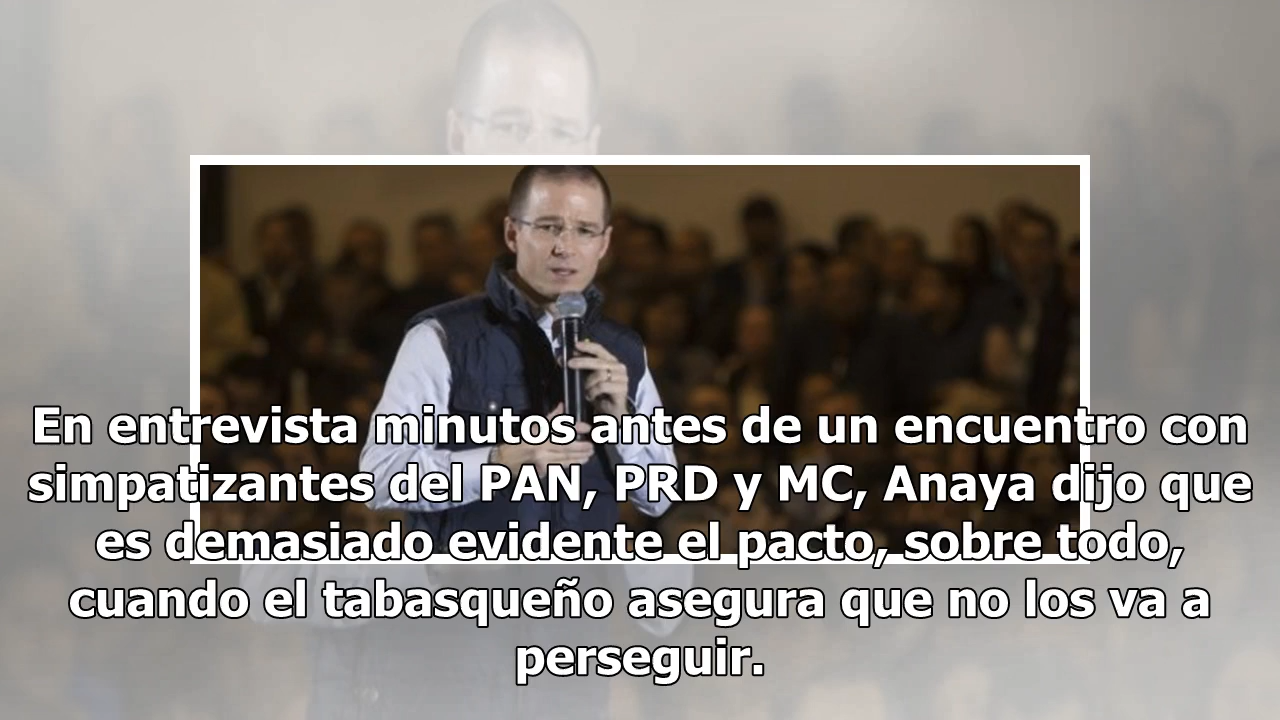 En entrevista minutos antes de un encuentro con
simpatizantes del PAN, PRD y MC, Anaya dijo que
es demasiado evidente el pacto, sobre todo,
cuando el tabasqueño asegura que no los va a
perseguir.